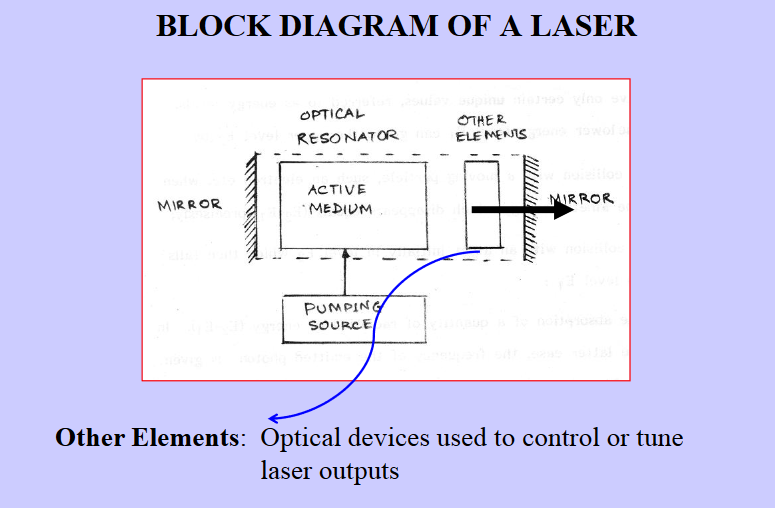 BLOCK DIAGRAM OF A LASER
OPTICAL
RESONATOR
OTHER
ELEMENTS
MIRROR
ACTIVE
MEDIUM
MIRROR
PUMPING
SOURCE
Other Elements: Optical devices used to control or tune
laser outputs